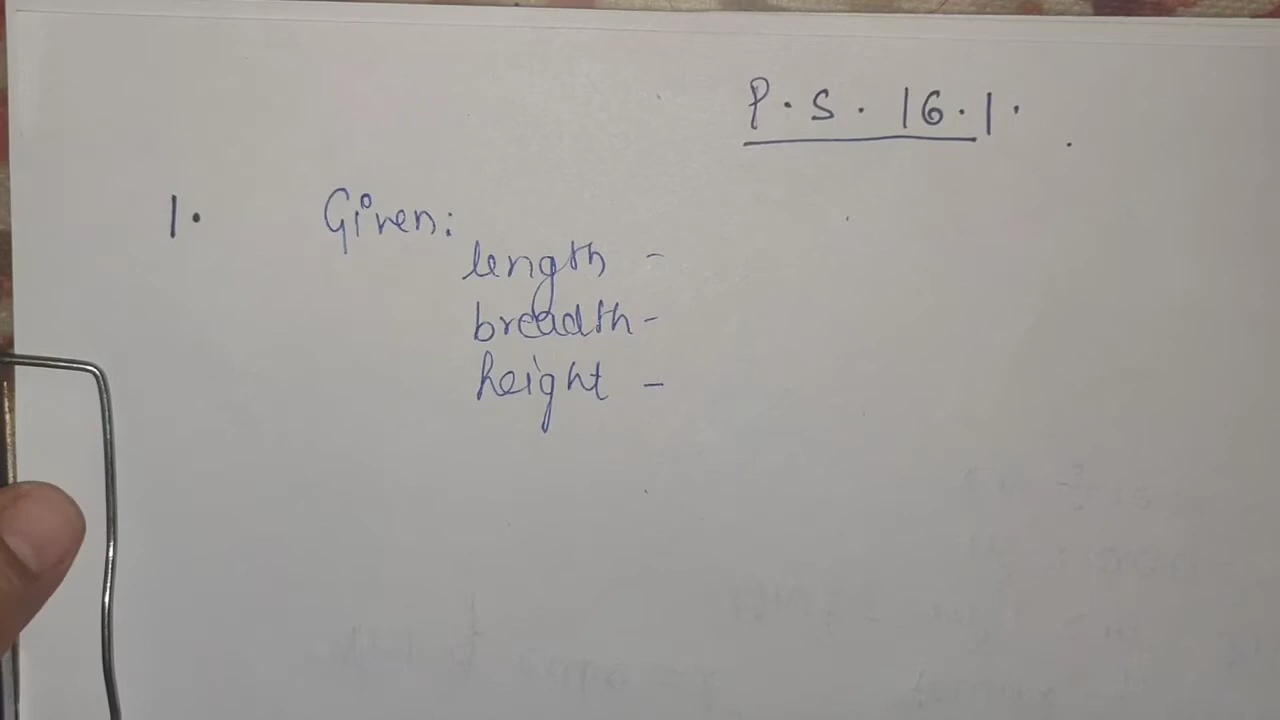 P.S. 16.1.
1. Given:
length -
breadth -
height -